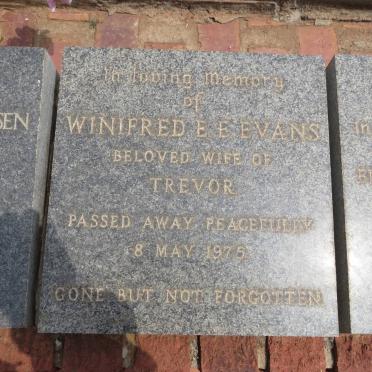 In loving Memory
of
WINIFRED E E EVANS
BELOVED WIFE OF
TREVOR
PASSED AWAY PEACEFULLY
8 MAY 1975
GONE BUT NOT FORGOTTEN
SEN